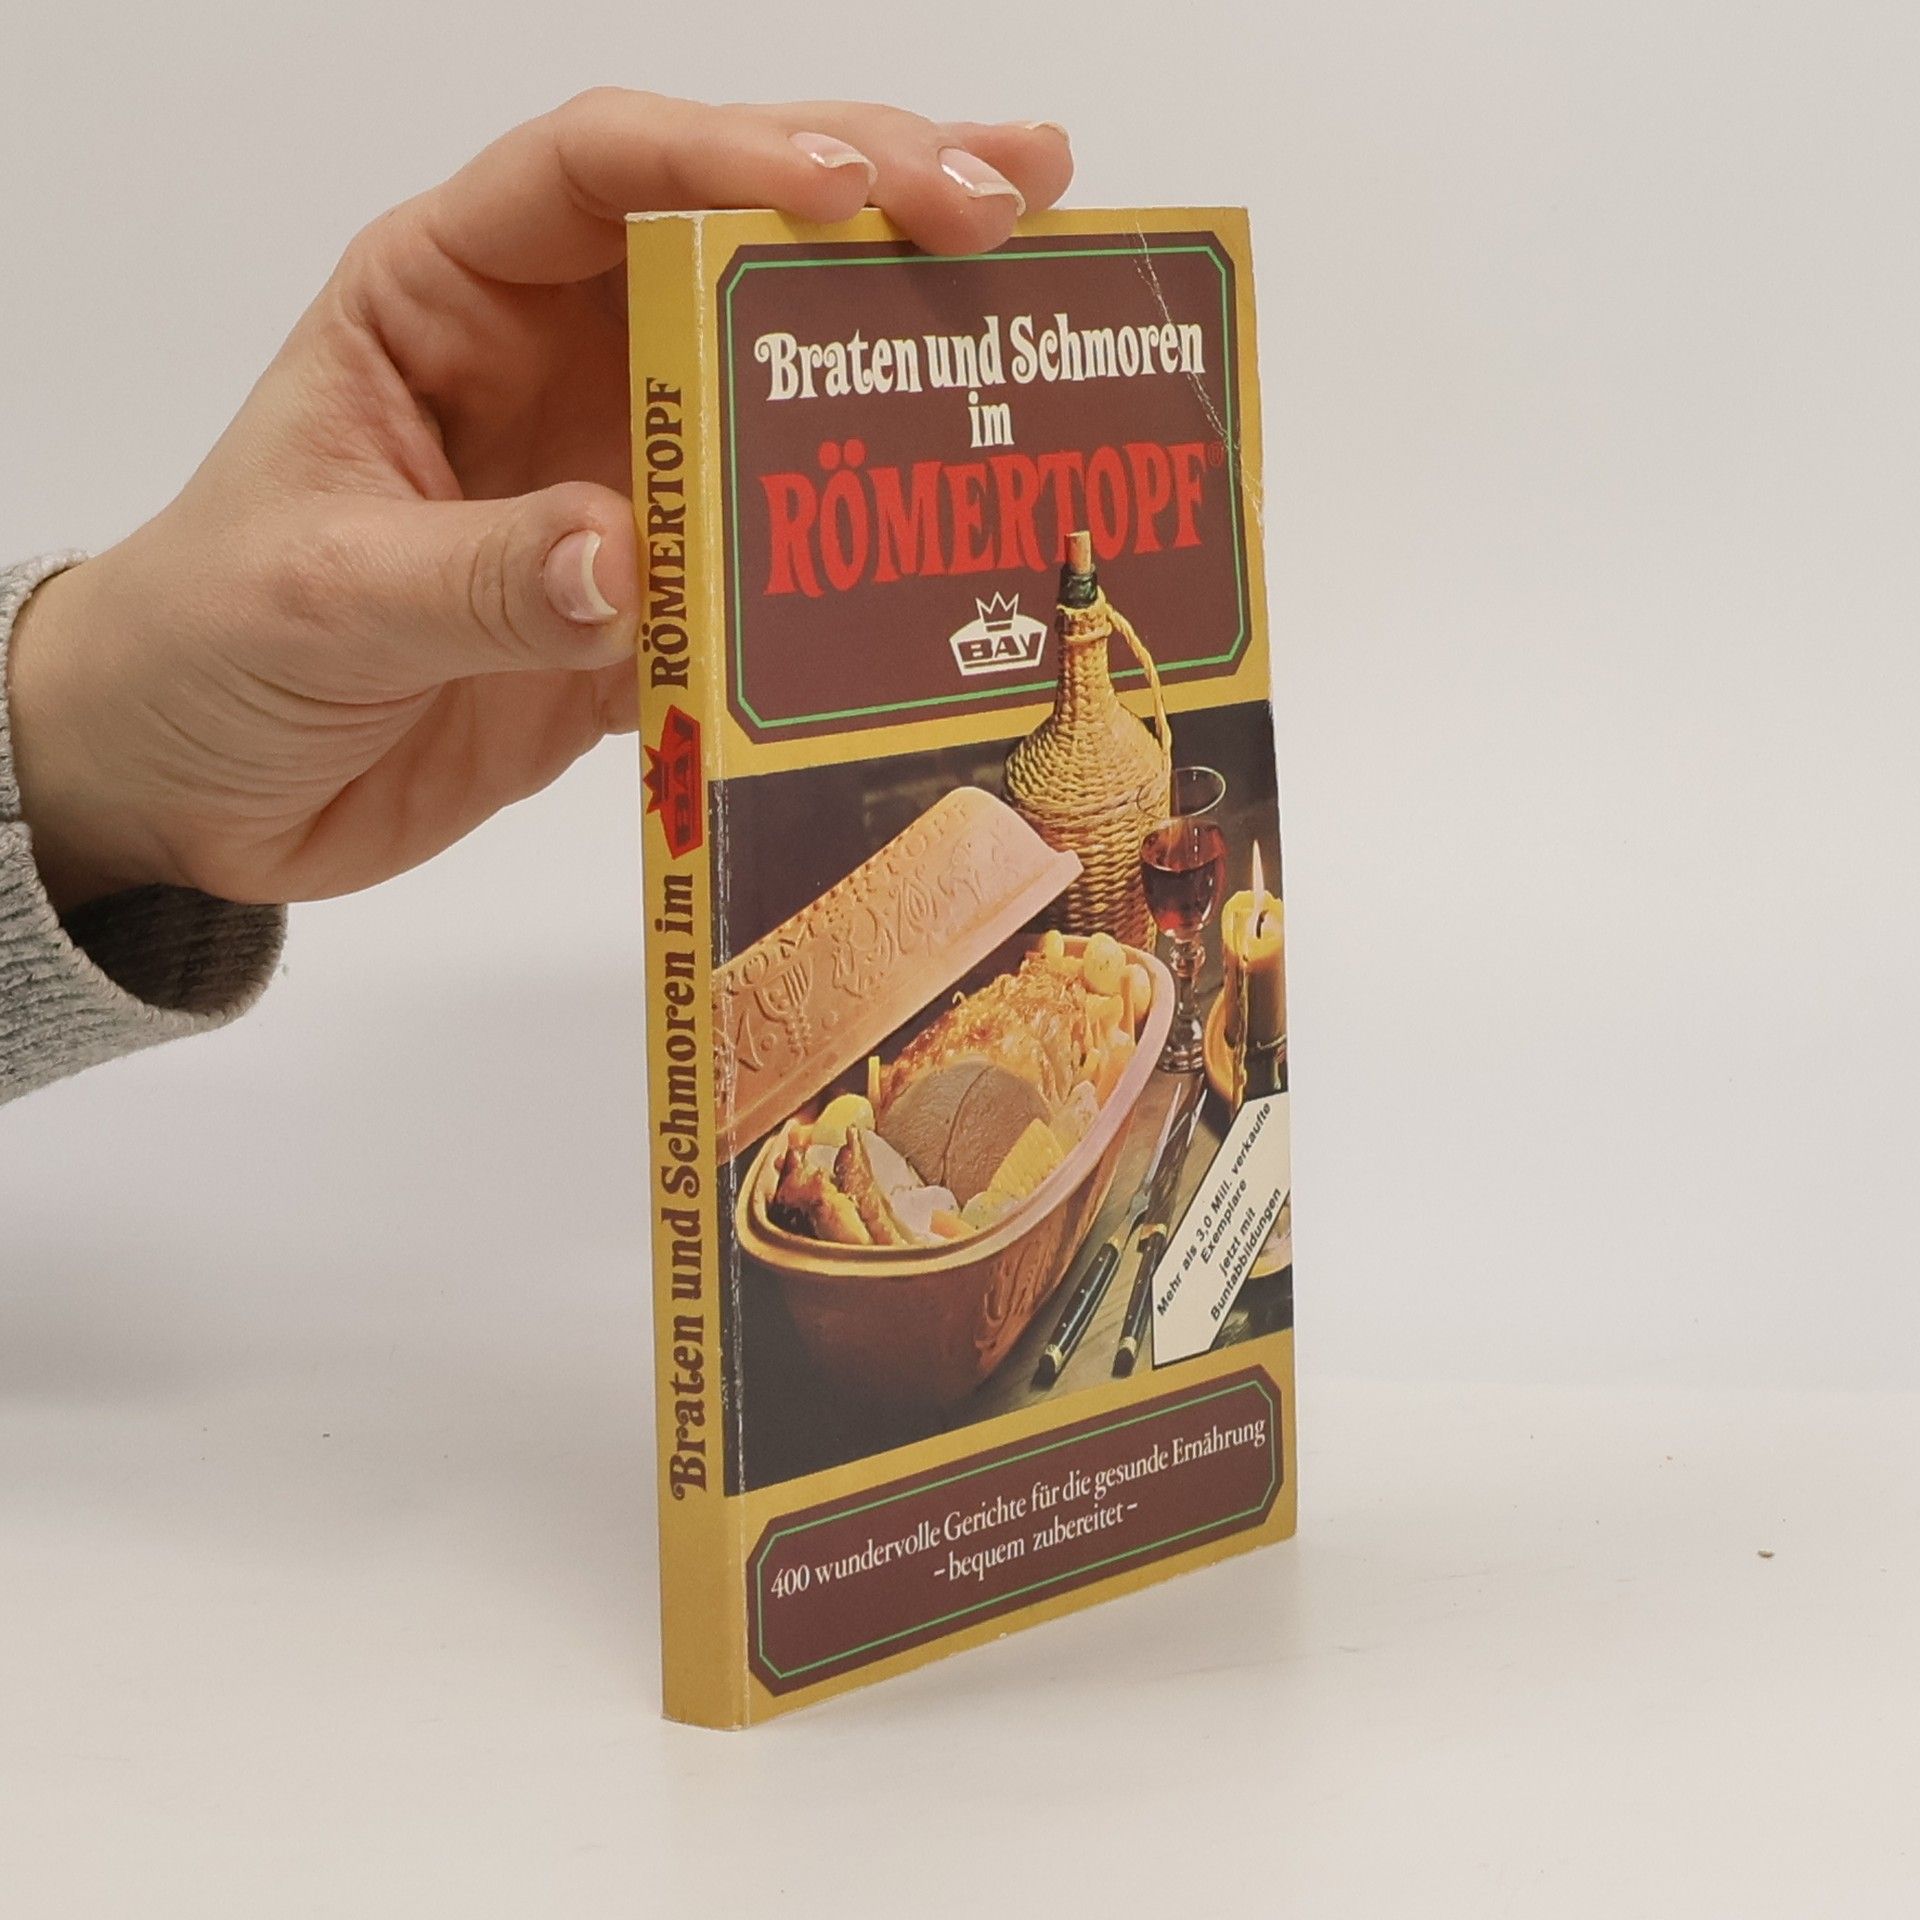 Braten und Schmoren
im
RÖMERTOPF®
BAY
RÖMERTOPF
Mehr als 3,0 Mill. verkaufte
Exemplare
jetzt mit
Buntabbildungen
400 wundervolle Gerichte für die gesunde Ernährung
- bequem zubereitet -
Braten und Schmoren im BAY RÖMERTOPF